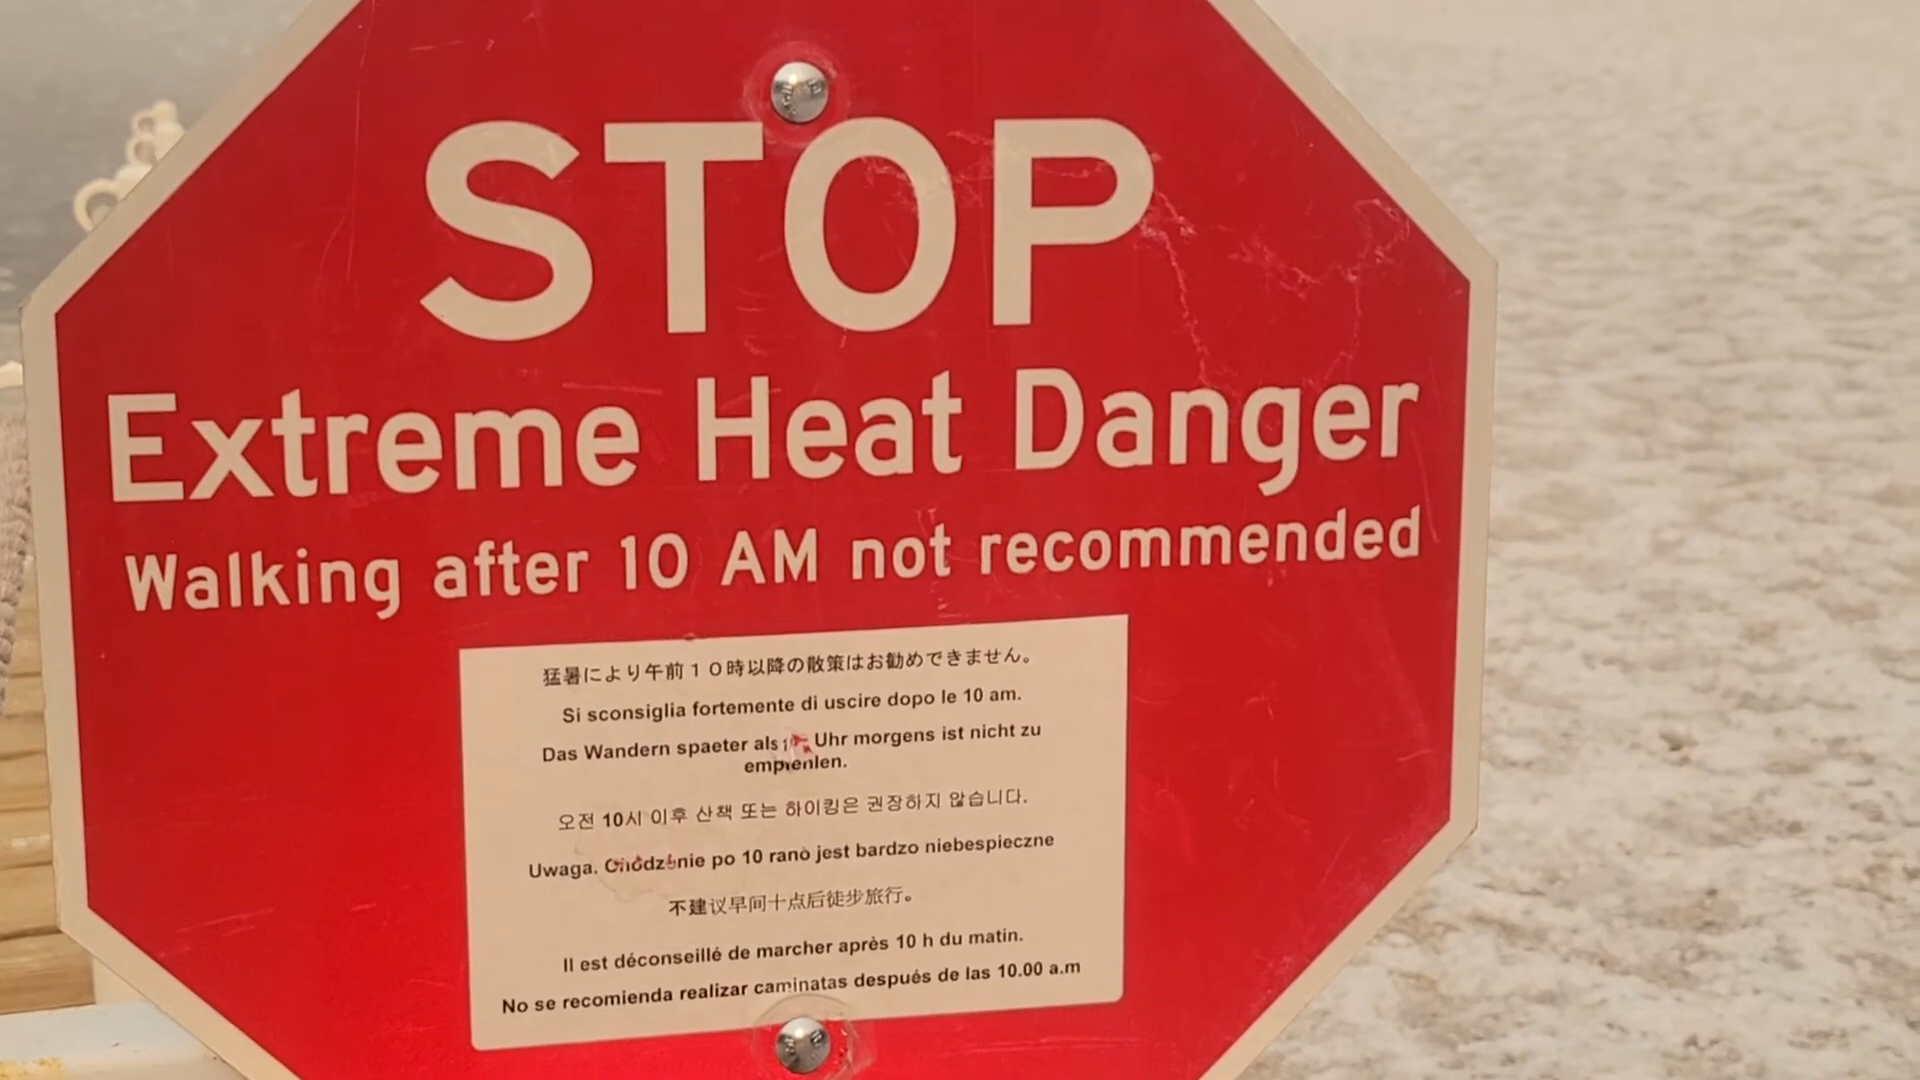 STOP
Extreme Heat Danger
Walking after 10 AM not recommended
猛暑により午前１０時以降の散策はお勧めできません。
Si sconsiglia fortemente di uscire dopo le 10 am.
Das Wandern spaeter als Uhr morgens ist nicht zu
empfehlen.
오전 10시 이후 산책 또는 하이킹은 권장하지 않습니다.
Uwaga. Chodzenie po 10 rano jest bardzo niebespieczne
不建议早间十点后徒步旅行。
Il est déconseillé de marcher après 10 h du matin.
No se recomienda realizar caminatas después de las 10.00 a.m